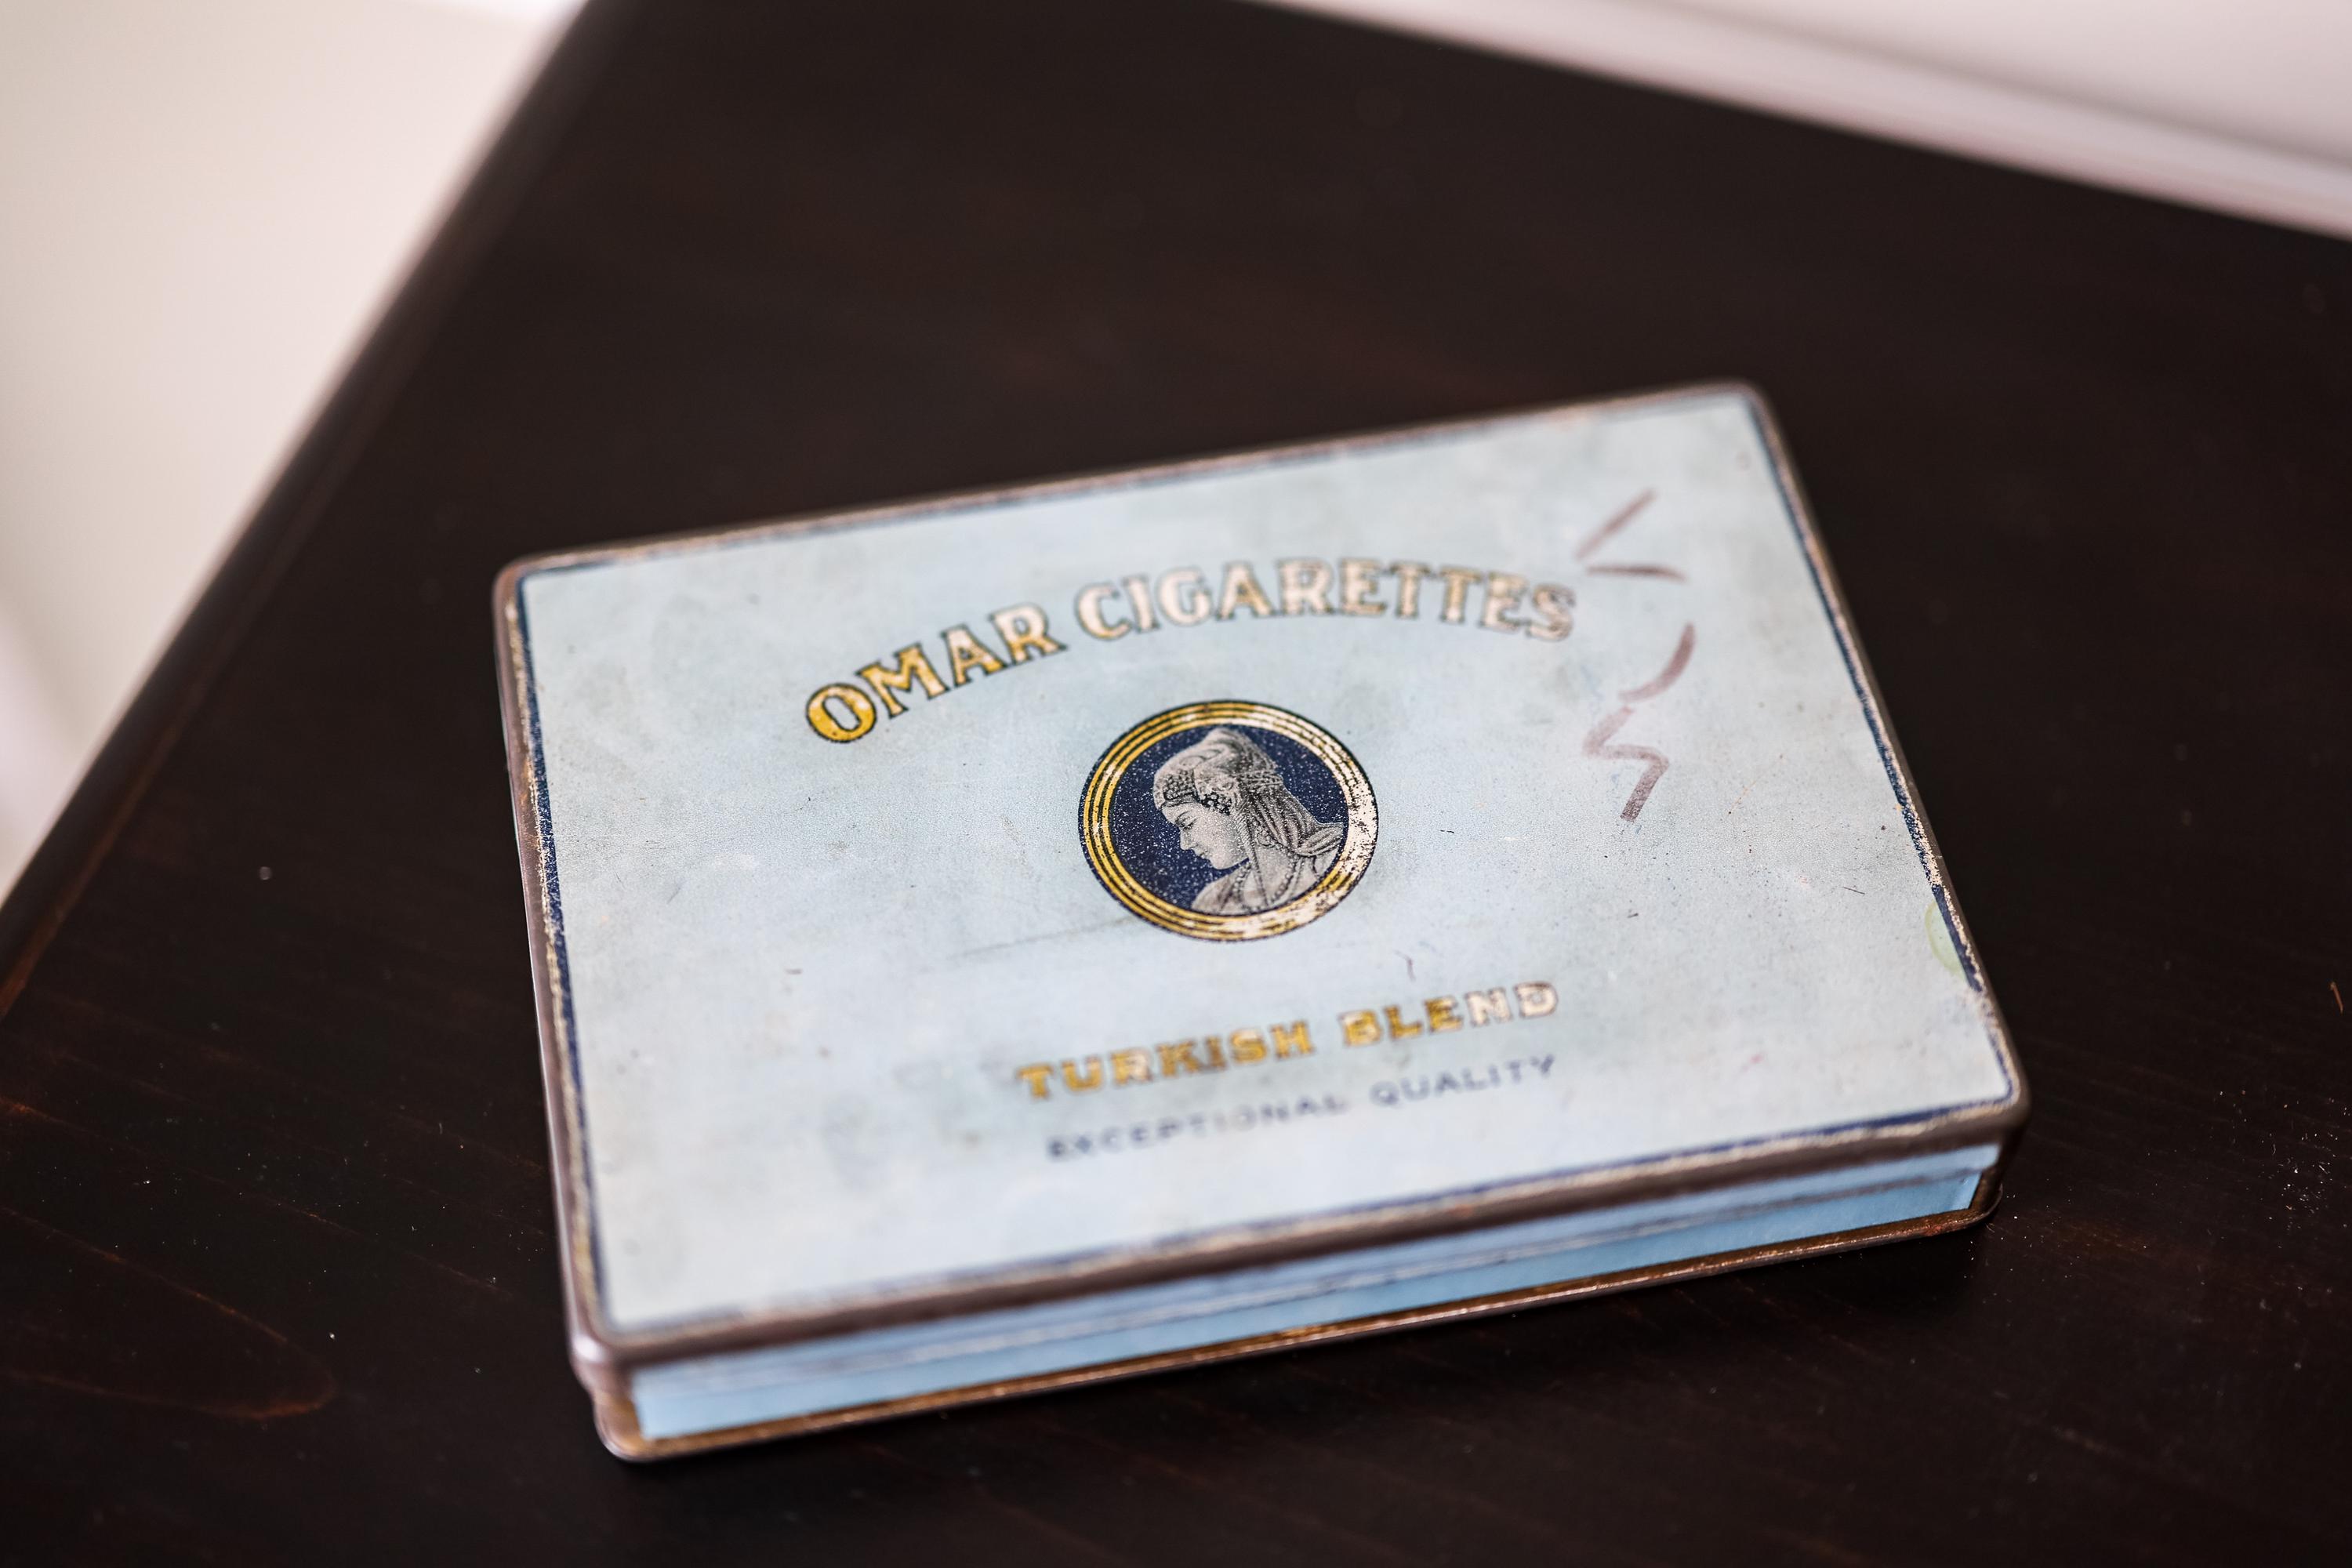 OMAR CIGARETTES
TURKISH BLEND
EXCEPTIONAL QUALITY